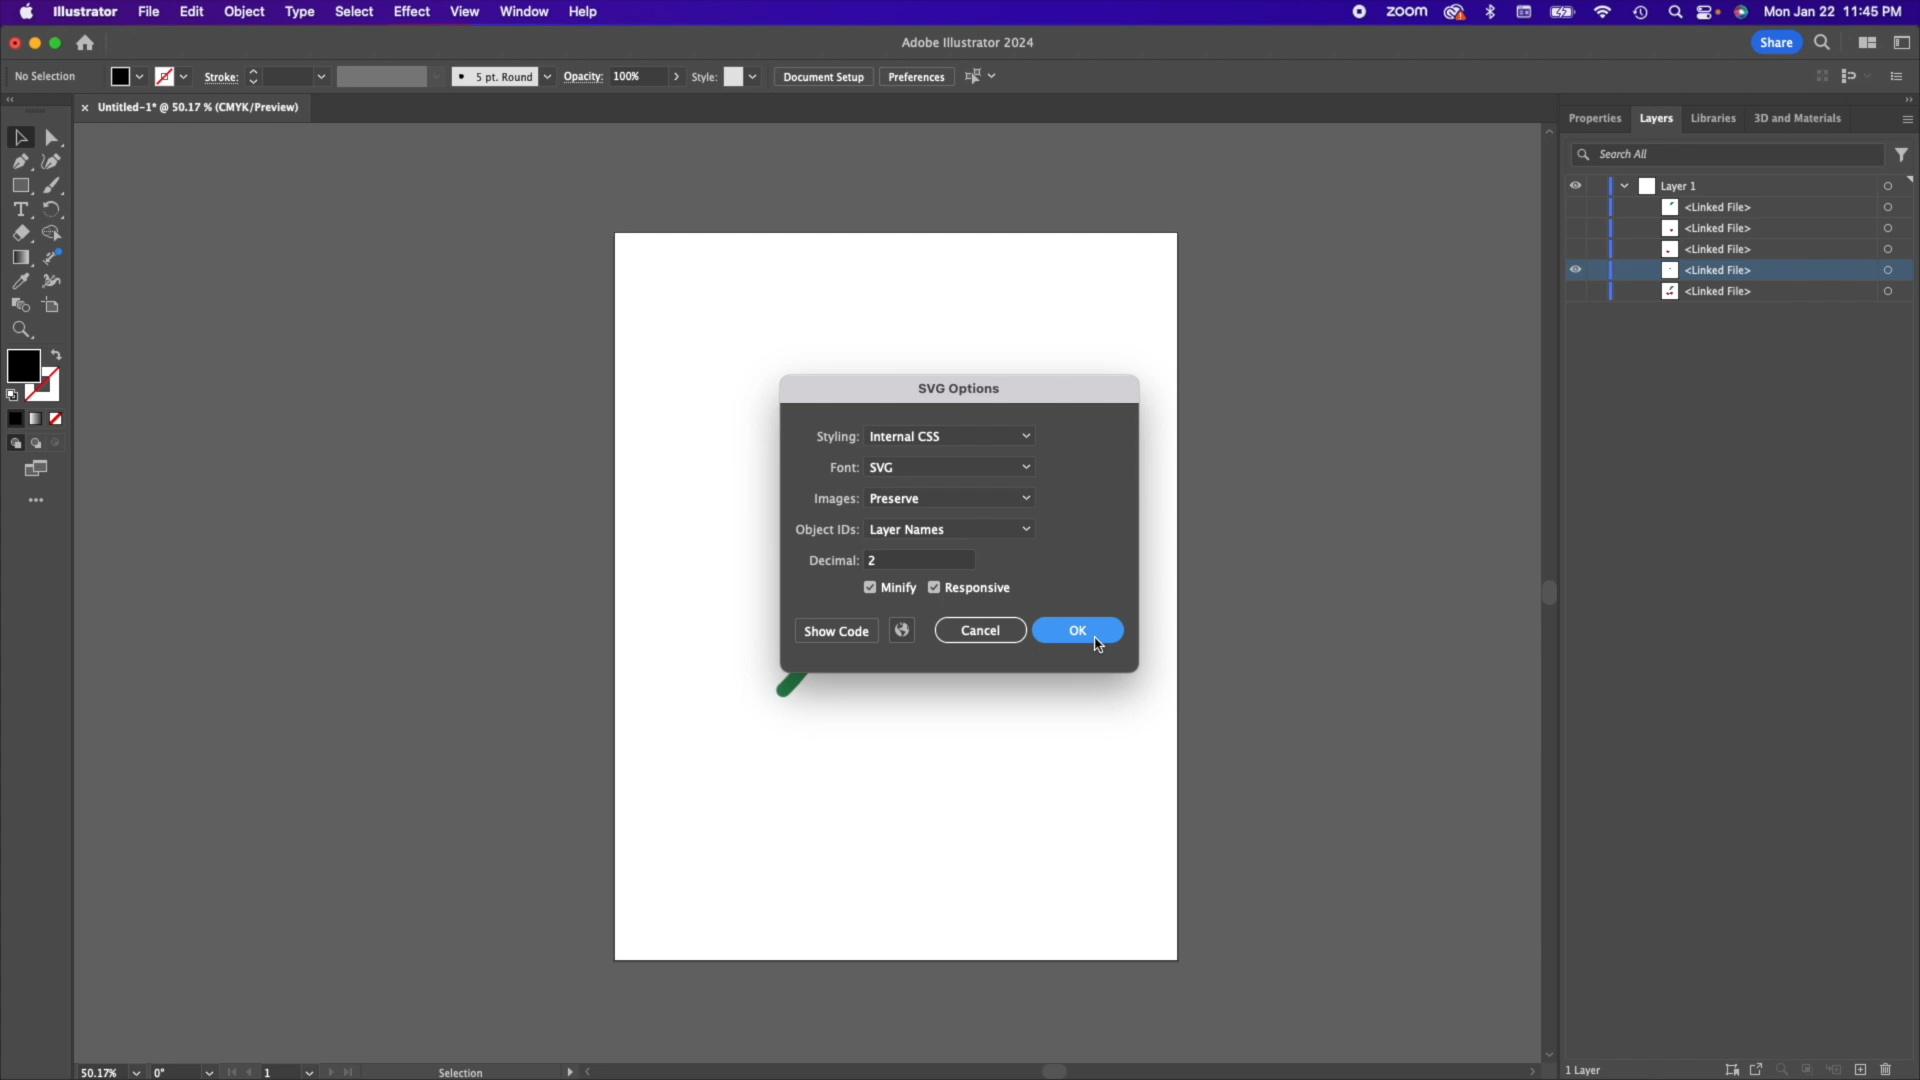 Illustrator File Edit Object Type Select Effect View Window Help zoom Mon Jan 22 11:45 PM
Adobe Illustrator 2024 Share
No Selection Stroke: 5 pt. Round Opacity: 100% Style: Document Setup Preferences
Untitled-1* @ 50.17 % (CMYK/Preview)
Properties Layers Libraries 3D and Materials
Search All
Layer 1
<Linked File>
<Linked File>
<Linked File>
<Linked File>
<Linked File>
SVG Options
Styling: Internal CSS
Font: SVG
Images: Preserve
Object IDs: Layer Names
Decimal: 2
Minify Responsive
Show Code Cancel OK
50.17% 0° 1 Selection 1 Layer